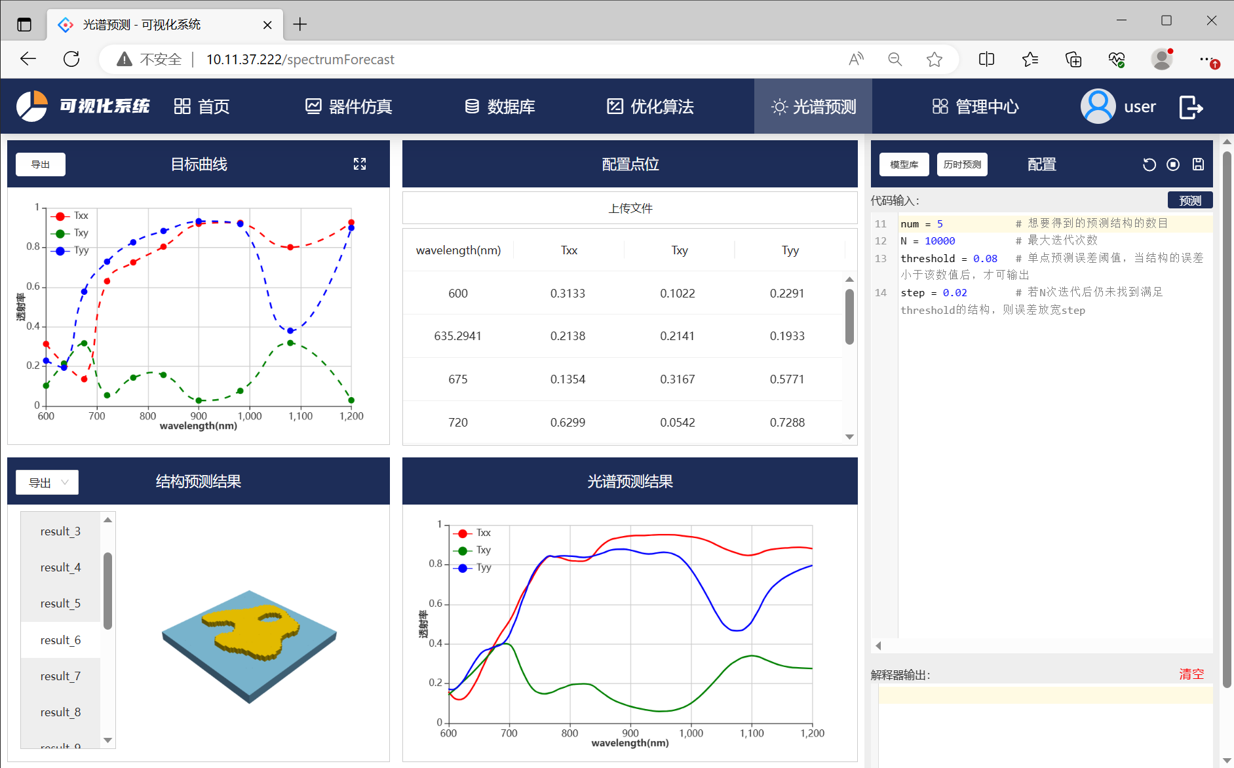 光谱预测 - 可视化系统
不安全 | 10.11.37.222/spectrumForecast
可视化系统 首页 器件仿真 数据库 优化算法 光谱预测 管理中心 user
导出 目标曲线
Txx
Txy
Tyy
1
0.8
0.6
0.4
0.2
0
透射率
600 700 800 900 1,000 1,100 1,200
wavelength(nm)
配置点位
上传文件
wavelength(nm) Txx Txy Tyy
600 0.3133 0.1022 0.2291
635.2941 0.2138 0.2141 0.1933
675 0.1354 0.3167 0.5771
720 0.6299 0.0542 0.7288
模型库 历时预测 配置
代码输入: 预测
11 num = 5 # 想要得到的预测结构的数目
12 N = 10000 # 最大迭代次数
13 threshold = 0.08 # 单点预测误差阈值，当结构的误差
小于该数值后，才可输出
14 step = 0.02 # 若N次迭代后仍未找到满足
threshold的结构，则误差放宽step
导出 结构预测结果
result_3
result_4
result_5
result_6
result_7
result_8
result_9
光谱预测结果
Txx
Txy
Tyy
1
0.8
0.6
0.4
0.2
0
透射率
600 700 800 900 1,000 1,100 1,200
wavelength(nm)
解释器输出: 清空